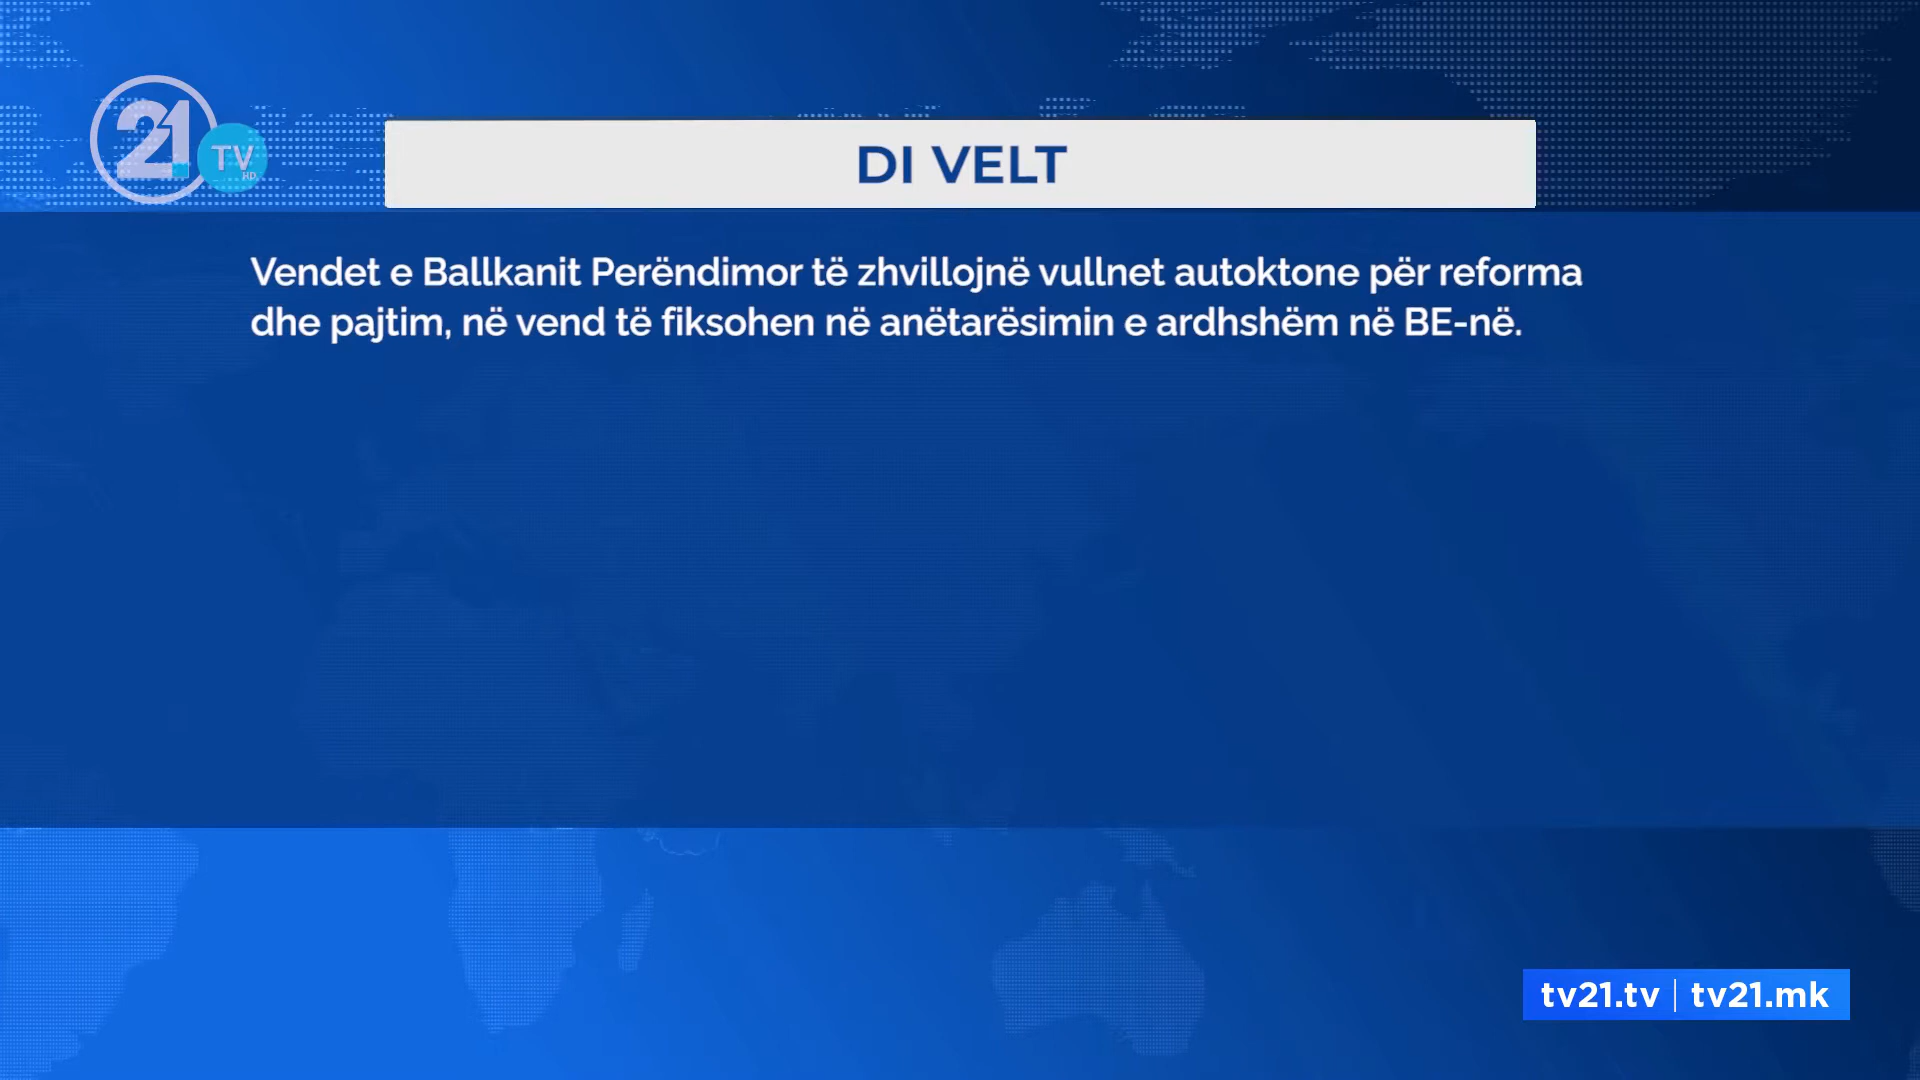 21 TV HD
DI VELT
Vendet e Ballkanit Perëndimor të zhvillojnë vullnet autoktone për reforma
dhe pajtim, në vend të fiksohen në anëtarësimin e ardhshëm në BE-në.
tv21.tv | tv21.mk